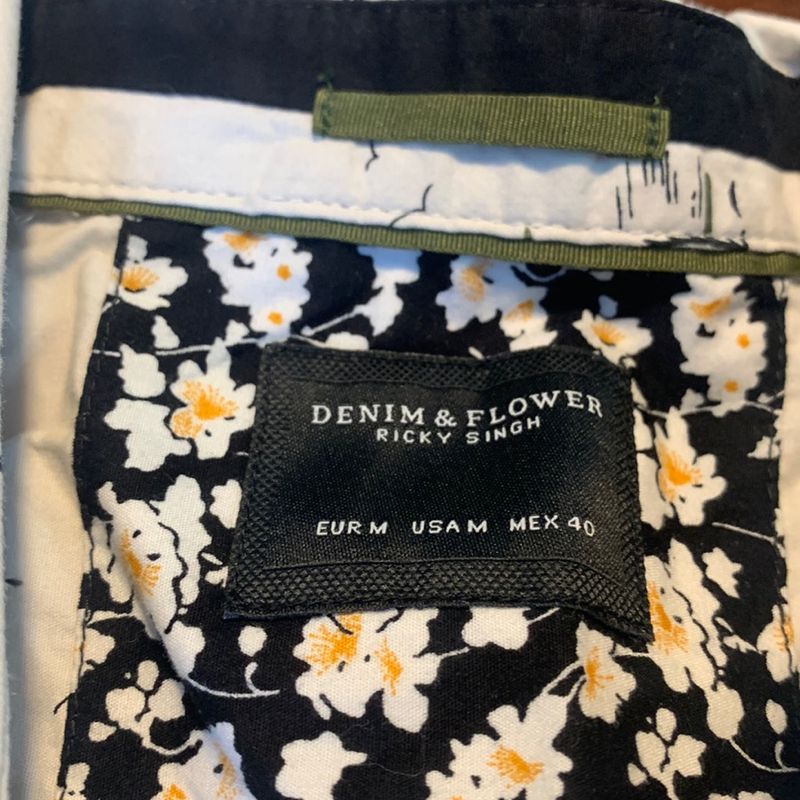 DENIM & FLOWER
RICKY SINGH
EUR M USA M MEX 40